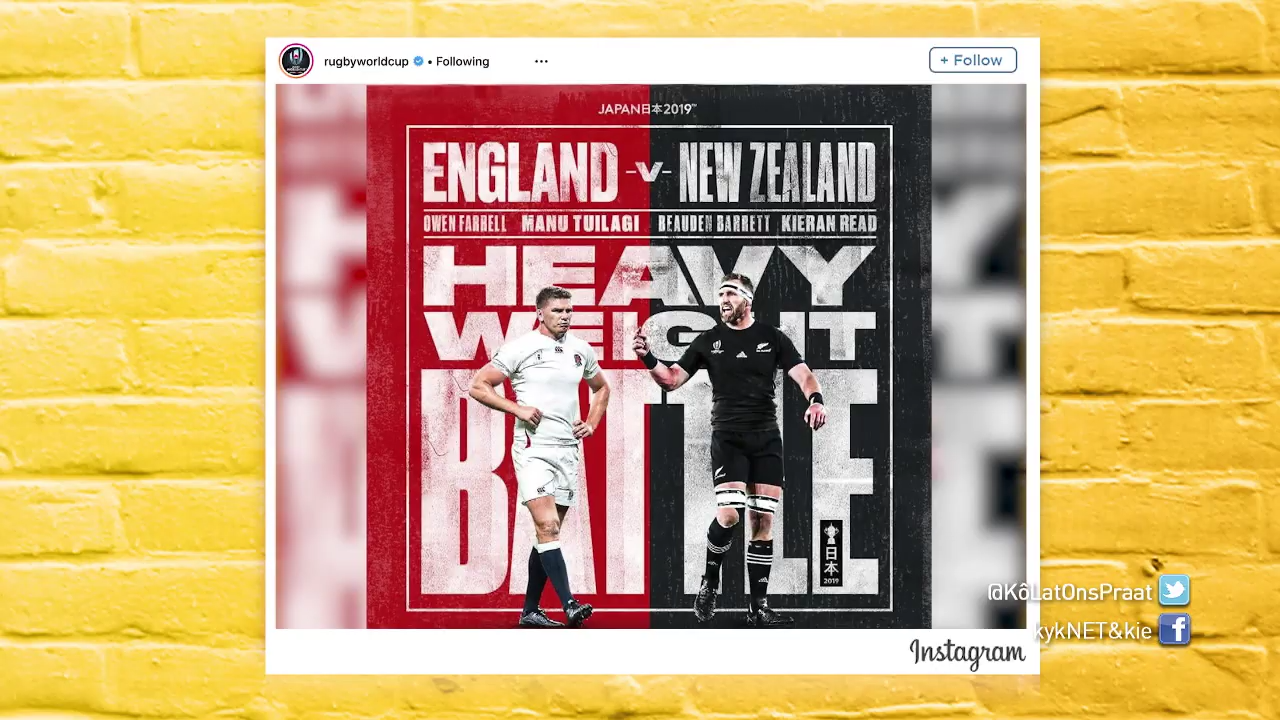 rugbyworldcup • Following ...
+ Follow
JAPAN日本2019™
ENGLAND -V- NEW ZEALAND
OWEN FARRELL MANU TUILAGI BEAUDEN BARRETT KIERAN READ
HEAVY
WEIGHT
BATTLE
日
本
2019
@KôLatOnsPraat
kykNET&kie
Instagram